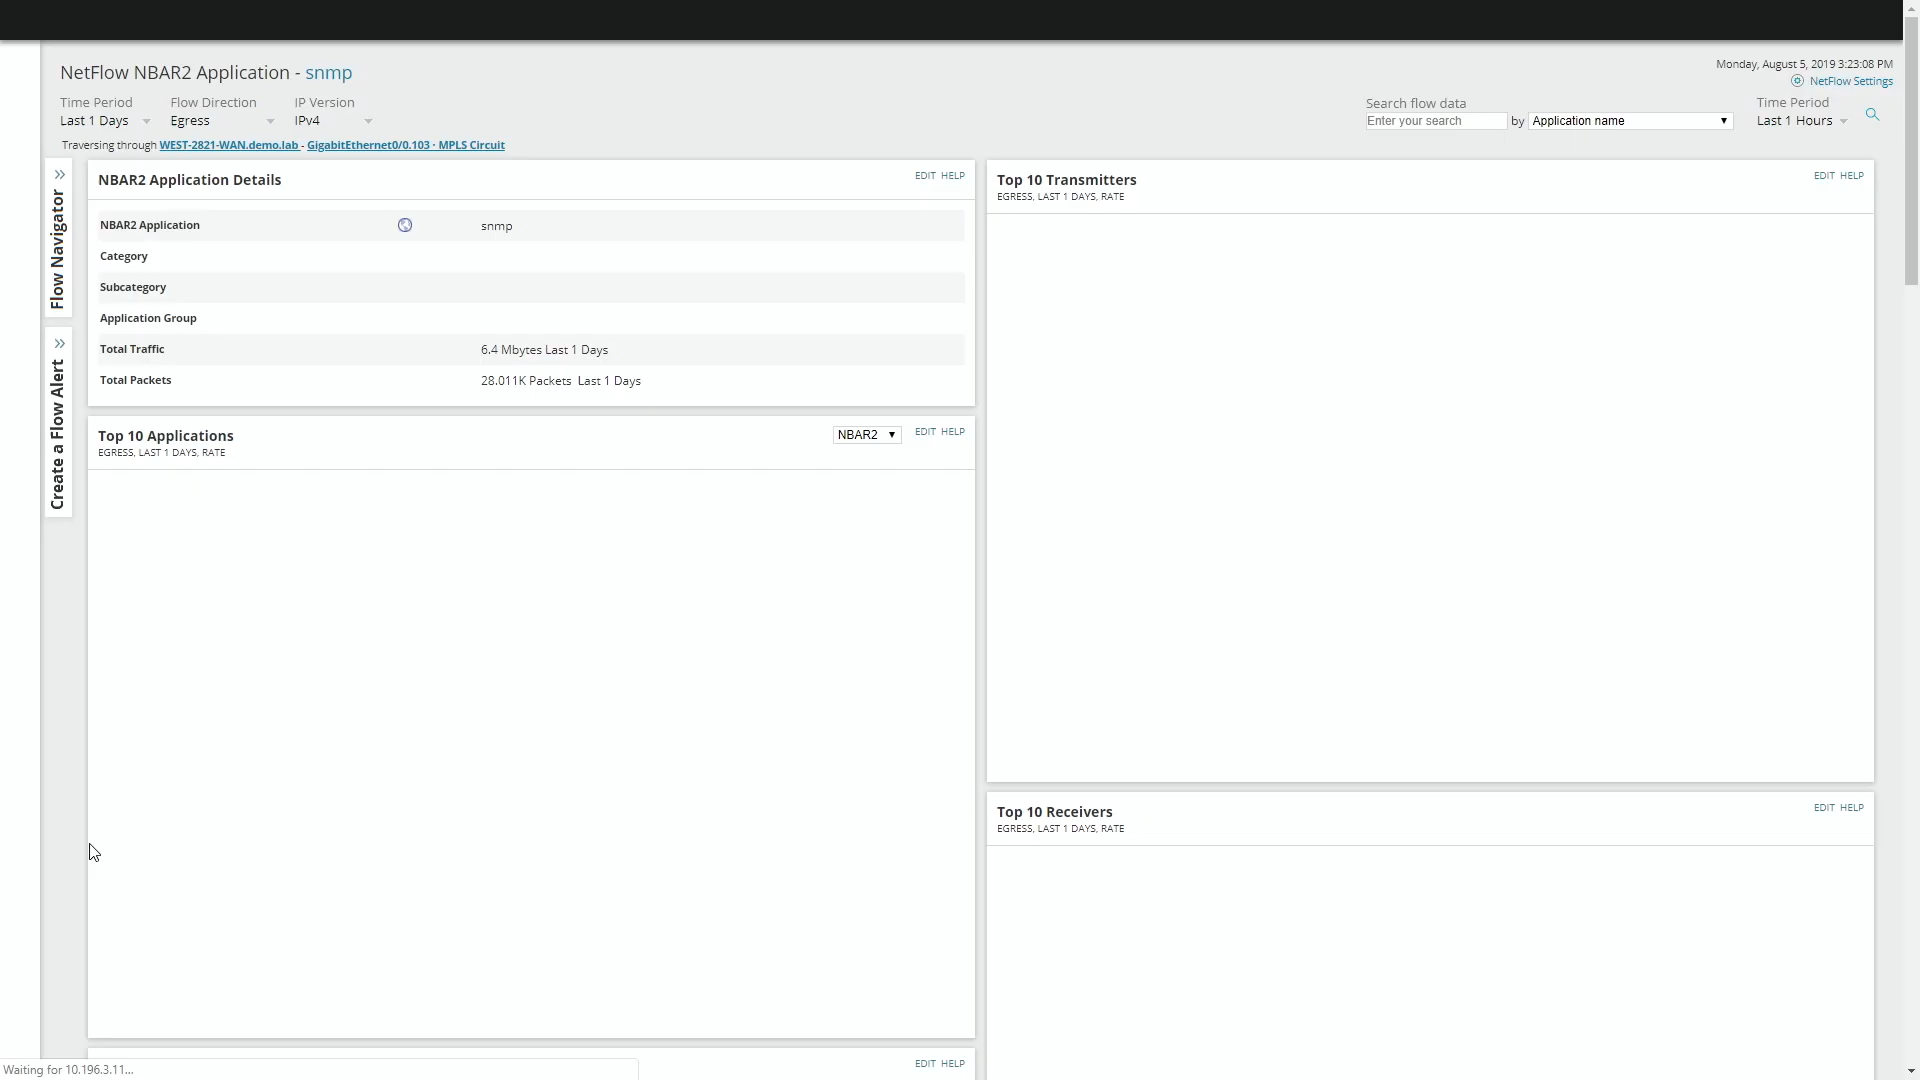 NetFlow NBAR2 Application - snmp
Monday, August 5, 2019 3:23:08 PM
NetFlow Settings
Time Period
Last 1 Days
Flow Direction
Egress
IP Version
IPv4
Search flow data
Enter your search by Application name
Time Period
Last 1 Hours
Traversing through WEST-2821-WAN.demo.lab - GigabitEthernet0/0.103 · MPLS Circuit
Flow Navigator
Create a Flow Alert
NBAR2 Application Details
EDIT HELP
NBAR2 Application snmp
Category
Subcategory
Application Group
Total Traffic 6.4 Mbytes Last 1 Days
Total Packets 28.011K Packets Last 1 Days
Top 10 Applications
EGRESS, LAST 1 DAYS, RATE
NBAR2
EDIT HELP
EDIT HELP
Top 10 Transmitters
EGRESS, LAST 1 DAYS, RATE
EDIT HELP
Top 10 Receivers
EGRESS, LAST 1 DAYS, RATE
EDIT HELP
Waiting for 10.196.3.11...